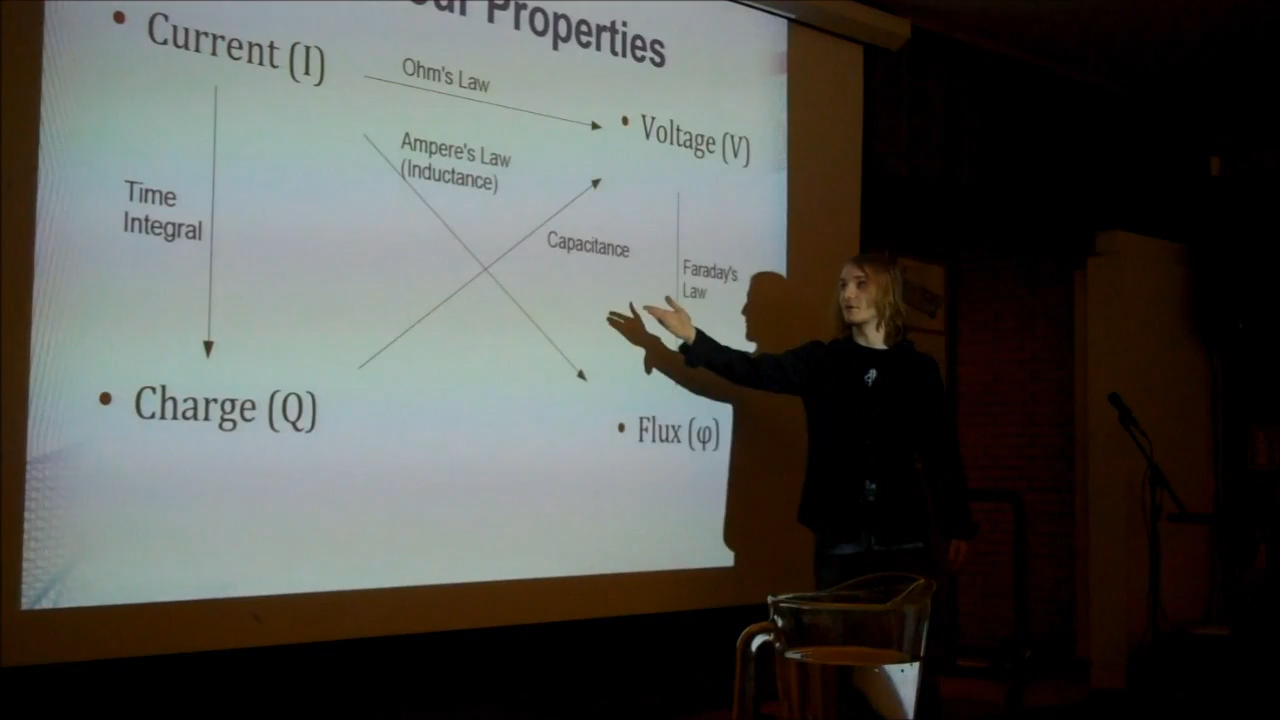 Properties
• Current (I)
Ohm's Law
• Voltage (V)
Ampere's Law
(Inductance)
Time
Integral
Capacitance
Faraday's
Law
• Charge (Q)
• Flux (φ)